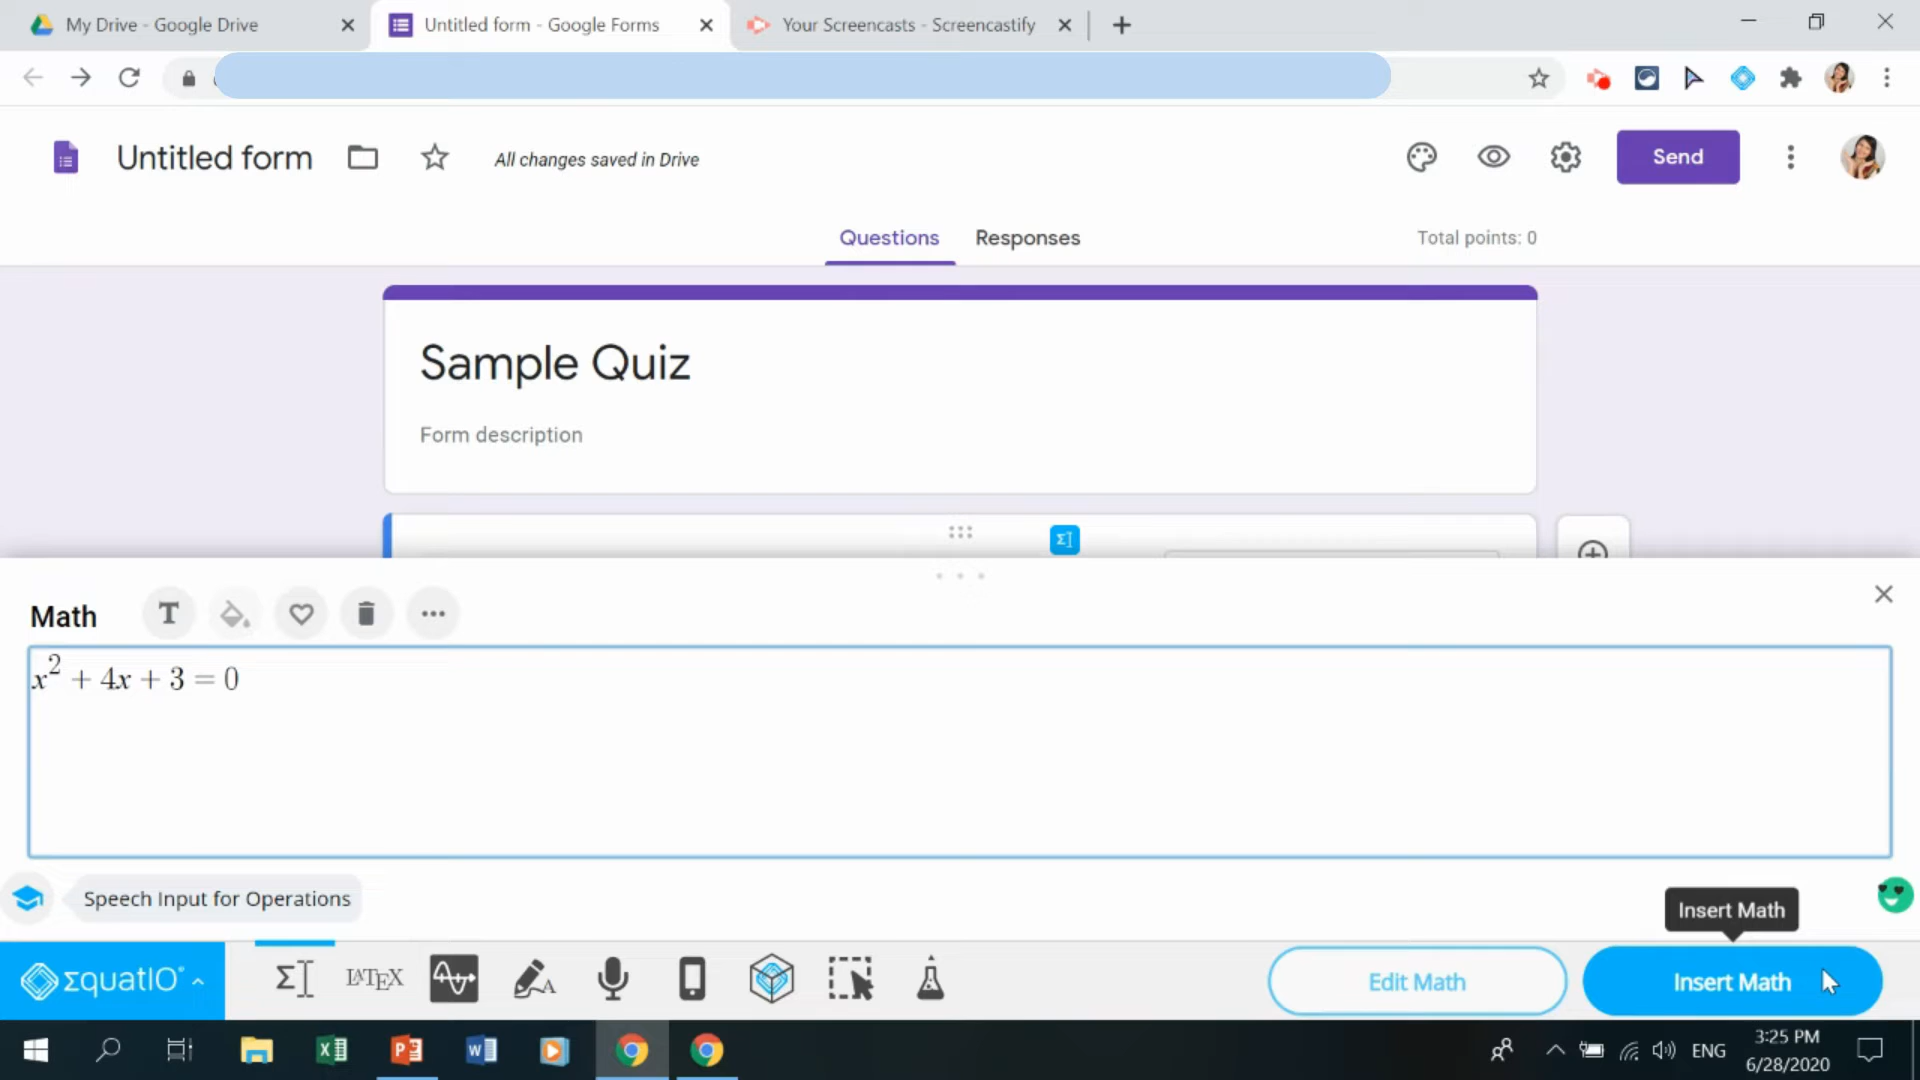 My Drive - Google Drive
Untitled form - Google Forms
Your Screencasts - Screencastify
Untitled form
All changes saved in Drive
Send
Questions
Responses
Total points: 0
Sample Quiz
Form description
Math
T
x² + 4x + 3 = 0
Speech Input for Operations
Insert Math
ΣquatIO®
LATEX
Edit Math
Insert Math
ENG
3:25 PM
6/28/2020